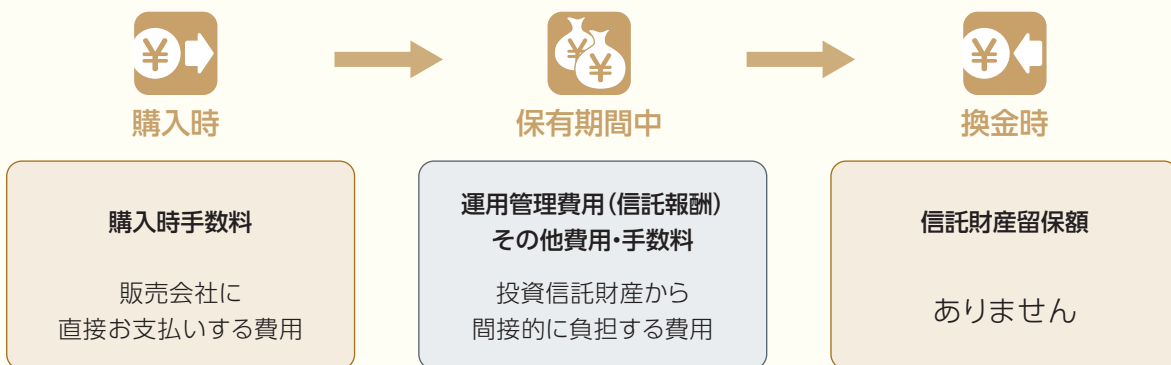 購入時
保有期間中
換金時
購入時手数料
販売会社に
直接お支払いする費用
運用管理費用(信託報酬)
その他費用・手数料
投資信託財産から
間接的に負担する費用
信託財産留保額
ありません